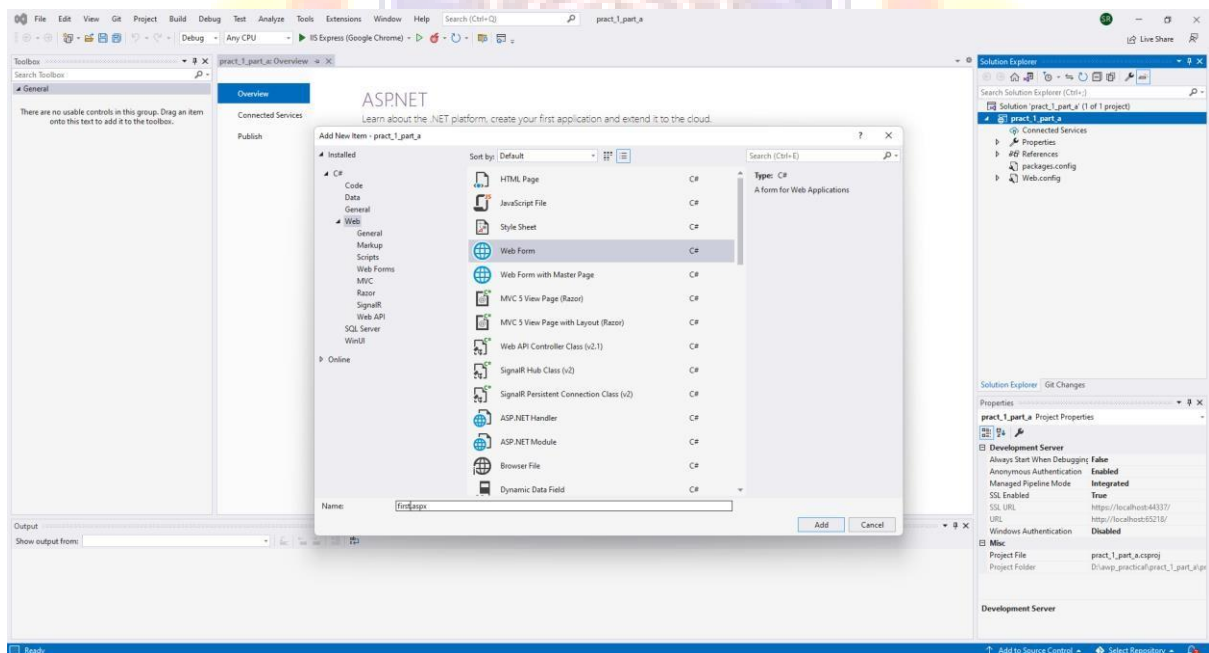 File Edit View Git Project Build Debug Test Analyze Tools Extensions Window Help Search (Ctrl+Q) pract_1_part_a SR
Debug Any CPU IIS Express (Google Chrome) Live Share
Toolbox
Search Toolbox
General
There are no usable controls in this group. Drag an item
onto this text to add it to the toolbox.
pract_1_part_a: Overview
Overview
Connected Services
Publish
ASP.NET
Learn about the .NET platform, create your first application and extend it to the cloud.
Add New Item - pract_1_part_a
Installed
C#
Code
Data
General
Web
General
Markup
Scripts
Web Forms
MVC
Razor
SignalR
Web API
SQL Server
WinUI
Online
Sort by: Default
Search (Ctrl+E)
HTML Page C#
JavaScript File C#
Style Sheet C#
Web Form C#
Web Form with Master Page C#
MVC 5 View Page (Razor) C#
MVC 5 View Page with Layout (Razor) C#
Web API Controller Class (v2.1) C#
SignalR Hub Class (v2) C#
SignalR Persistent Connection Class (v2) C#
ASP.NET Handler C#
ASP.NET Module C#
Browser File C#
Dynamic Data Field C#
Type: C#
A form for Web Applications
Name: first.aspx
Add Cancel
Solution Explorer
Search Solution Explorer (Ctrl+;)
Solution 'pract_1_part_a' (1 of 1 project)
pract_1_part_a
Connected Services
Properties
References
packages.config
Web.config
Solution Explorer Git Changes
Properties
pract_1_part_a Project Properties
Development Server
Always Start When Debugging False
Anonymous Authentication Enabled
Managed Pipeline Mode Integrated
SSL Enabled True
SSL URL https://localhost:44337/
URL http://localhost:65218/
Windows Authentication Disabled
Misc
Project File pract_1_part_a.csproj
Project Folder D:\awp_practical\pract_1_part_a\pr
Development Server
Output
Show output from:
Ready
Add to Source Control Select Repository